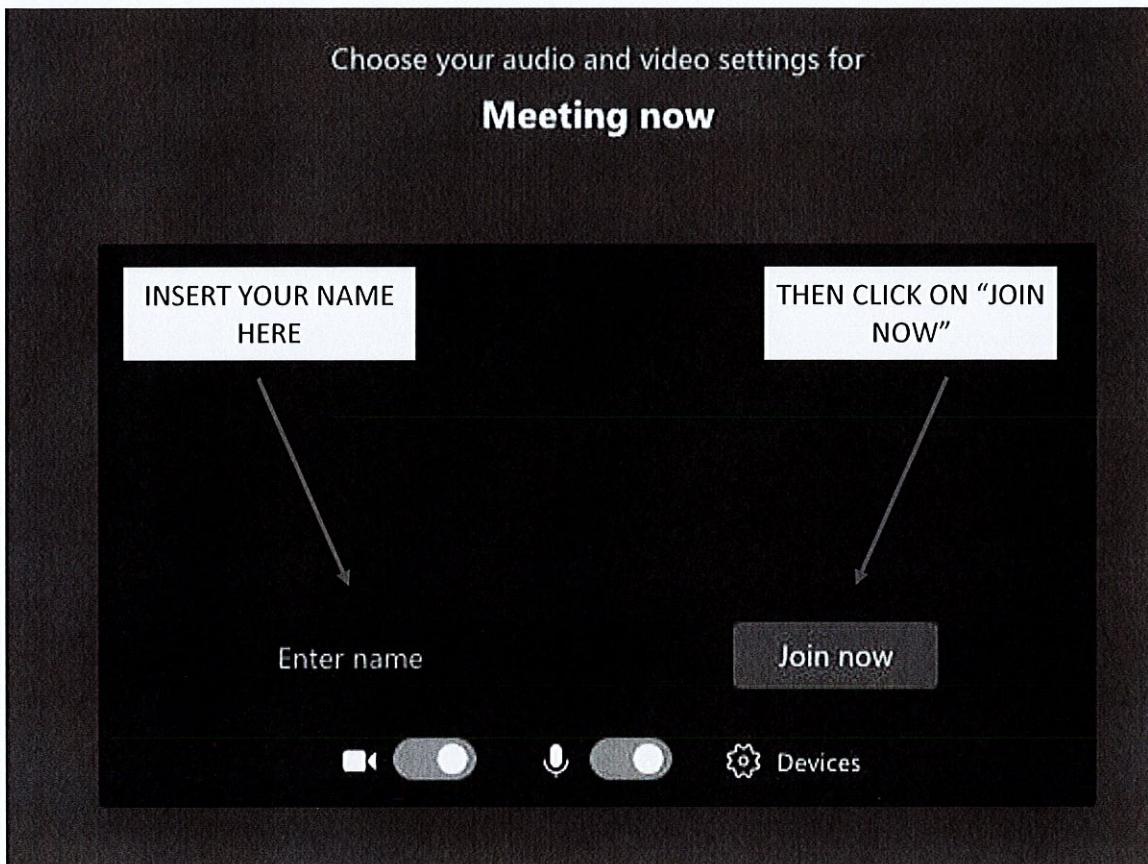 Choose your audio and video settings for
Meeting now
INSERT YOUR NAME
HERE
THEN CLICK ON “JOIN
NOW”
Enter name
Join now
Devices